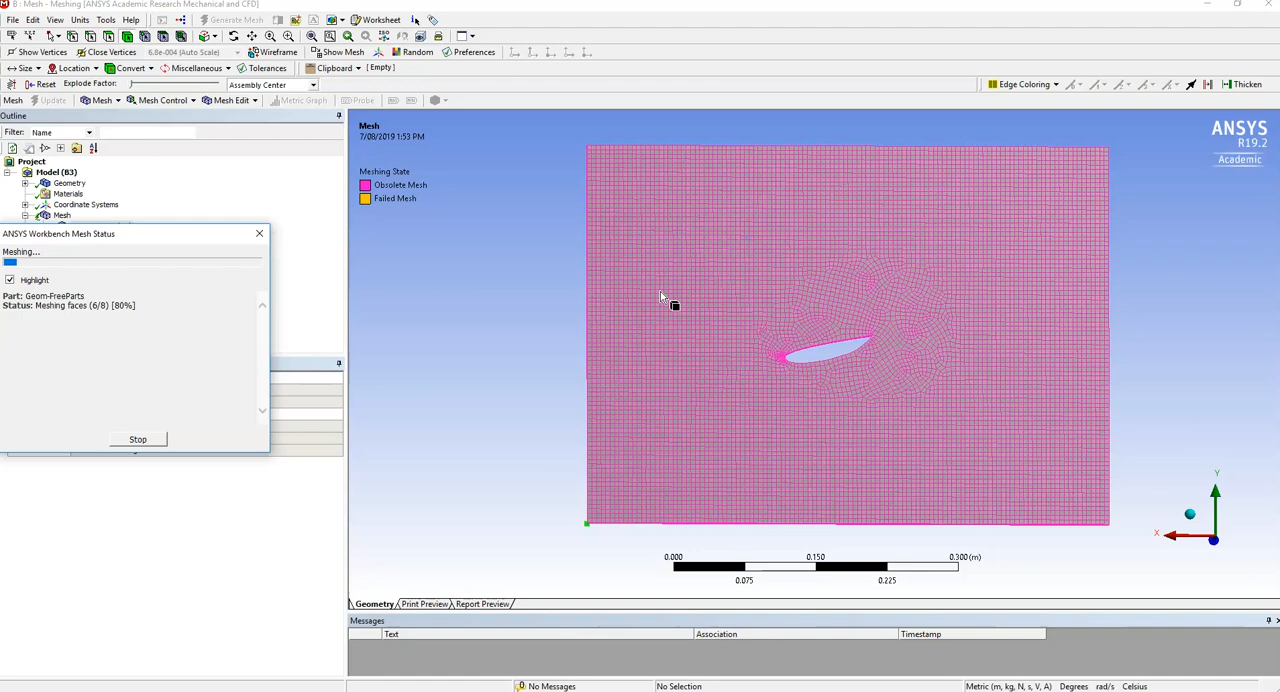 B : Mesh - Meshing [ANSYS Academic Research Mechanical and CFD]
File Edit View Units Tools Help Generate Mesh Worksheet
Show Vertices Close Vertices 6.8e-004 (Auto Scale) Wireframe Show Mesh Random Preferences
Size Location Convert Miscellaneous Tolerances Clipboard [Empty]
Reset Explode Factor: Assembly Center Edge Coloring Thicken
Mesh Update Mesh Mesh Control Mesh Edit Metric Graph Probe
Outline
Filter: Name
Project
Model (B3)
Geometry
Materials
Coordinate Systems
Mesh
ANSYS Workbench Mesh Status
Meshing...
Highlight
Part: Geom-FreeParts
Status: Meshing faces (6/8) [80%]
Stop
Mesh
7/08/2019 1:53 PM
Meshing State
Obsolete Mesh
Failed Mesh
ANSYS
R19.2
Academic
Y
X
0.000 0.150 0.300 (m)
0.075 0.225
Geometry Print Preview Report Preview
Messages
Text Association Timestamp
No Messages No Selection Metric (m, kg, N, s, V, A) Degrees rad/s Celsius